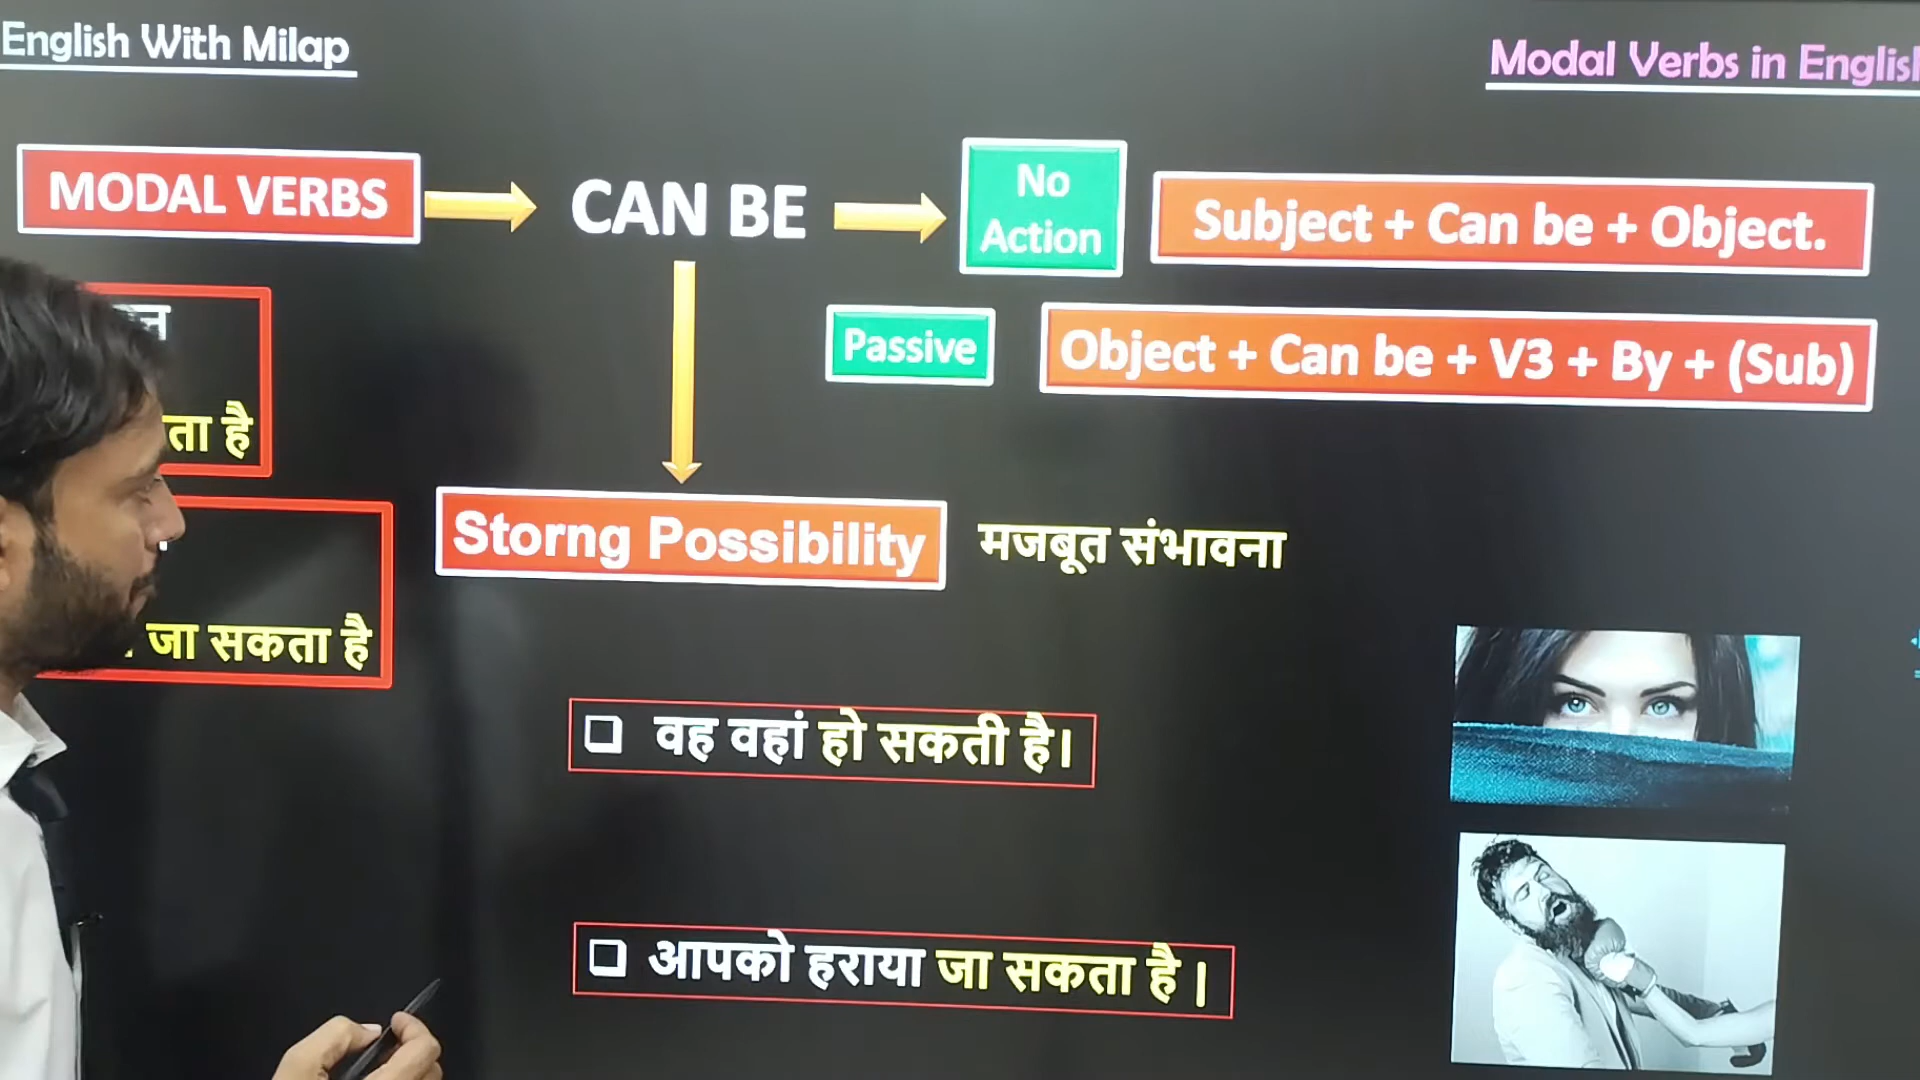 English With Milap
Modal Verbs in English
MODAL VERBS
CAN BE
No
Action
Subject + Can be + Object.
Passive
Object + Can be + V3 + By + (Sub)
ता है
Storng Possibility
मजबूत संभावना
जा सकता है
❑ वह वहां हो सकती है।
❑ आपको हराया जा सकता है |